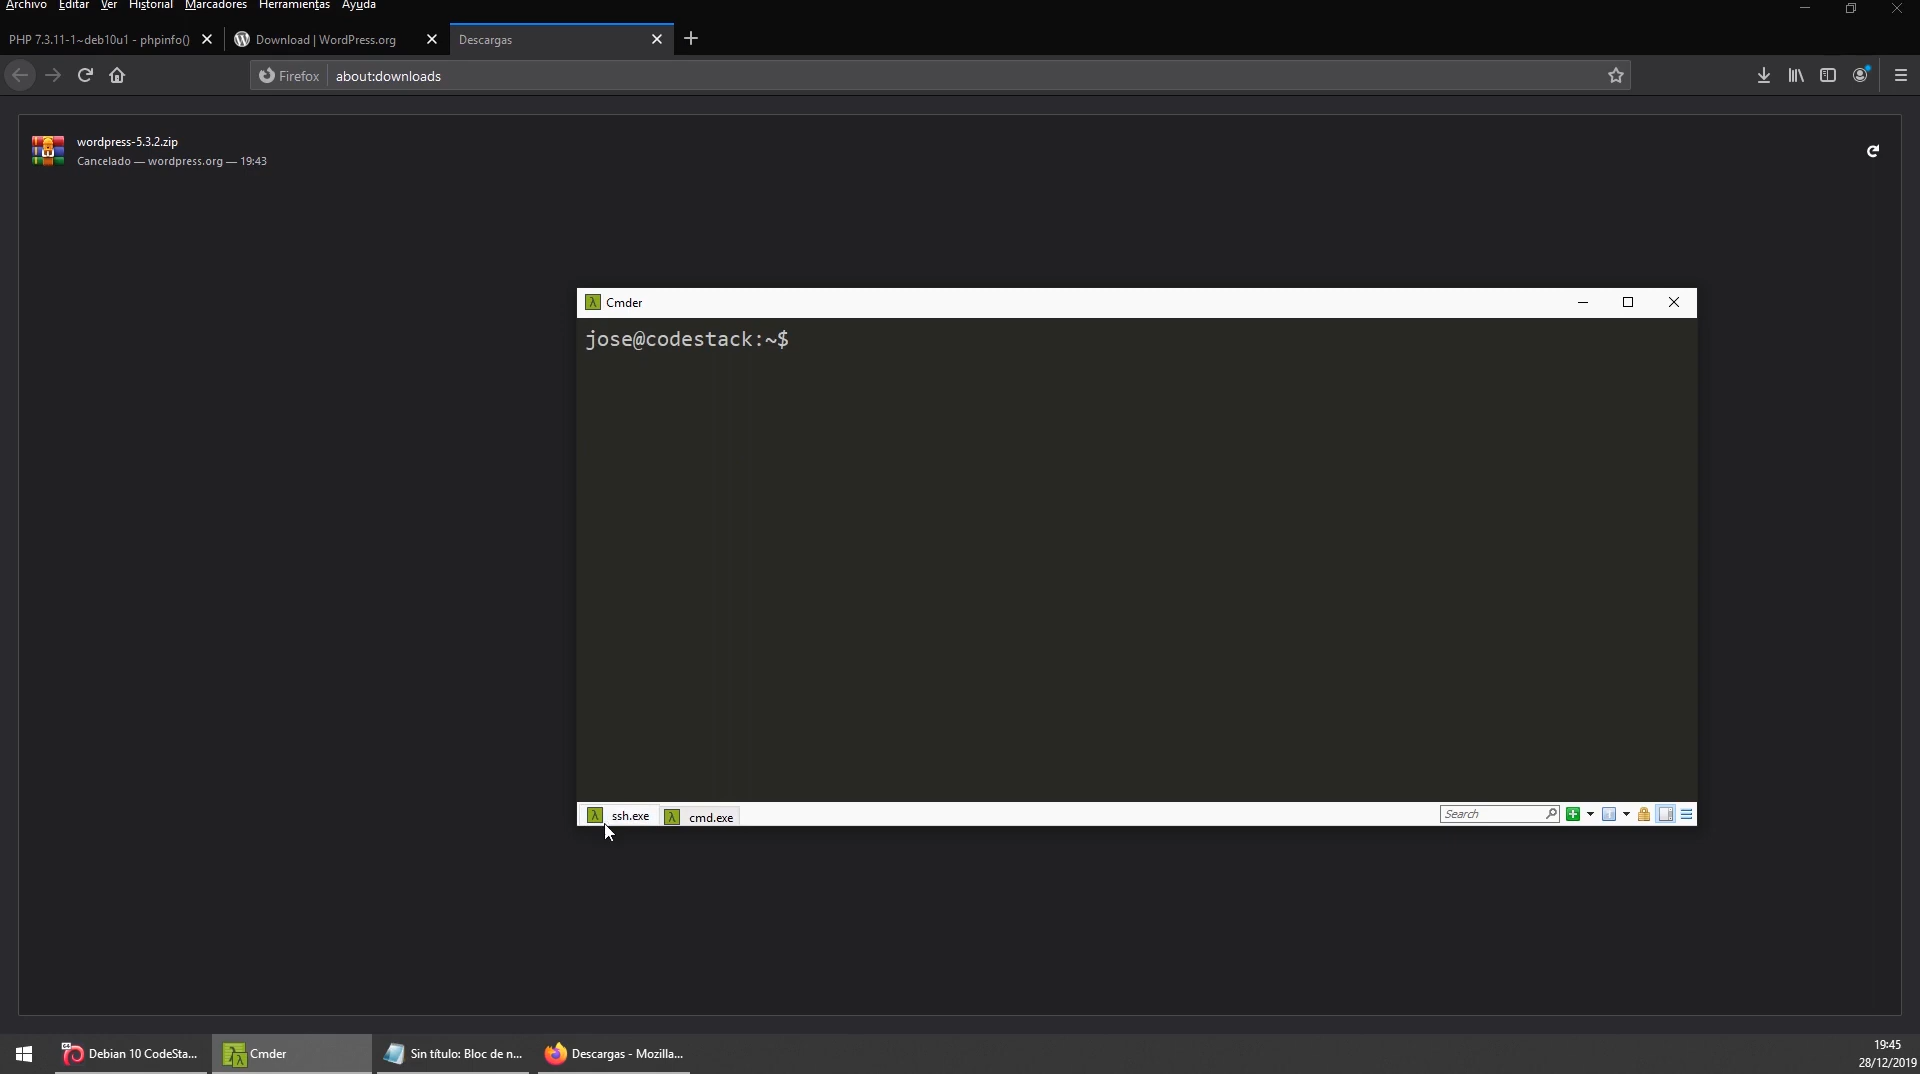 Archivo Editar Ver Historial Marcadores Herramientas Ayuda
PHP 7.3.11-1~deb10u1 - phpinfo() Download | WordPress.org Descargas
Firefox about:downloads
wordpress-5.3.2.zip
Cancelado — wordpress.org — 19:43
Cmder
jose@codestack:~$
ssh.exe cmd.exe Search
Debian 10 CodeSta... Cmder Sin título: Bloc de n... Descargas - Mozilla... 19:45
28/12/2019